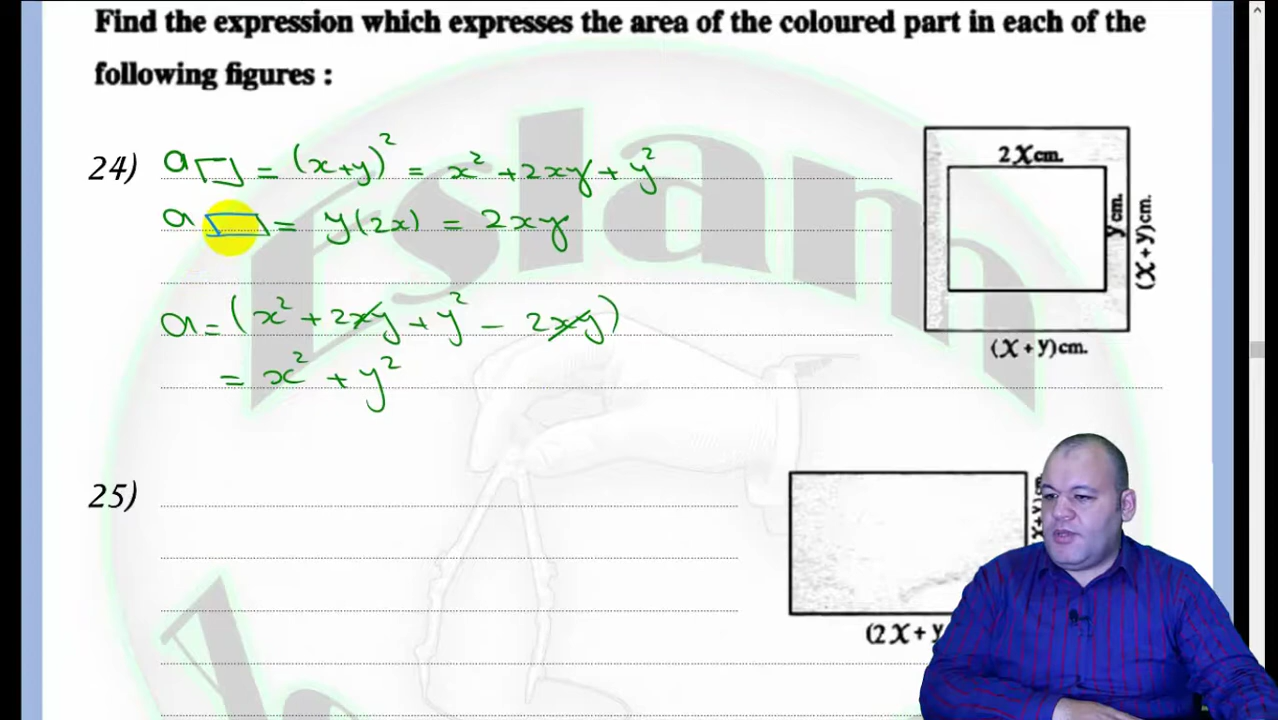 Find the expression which expresses the area of the coloured part in each of the
following figures :
24) a = (x+y)² = x² + 2xy + y²
a = y(2x) = 2xy
a = (x² + 2xy + y² − 2xy)
= x² + y²
2X cm.
y cm.
(X + y) cm.
(X + y) cm.
25)
(2X + y